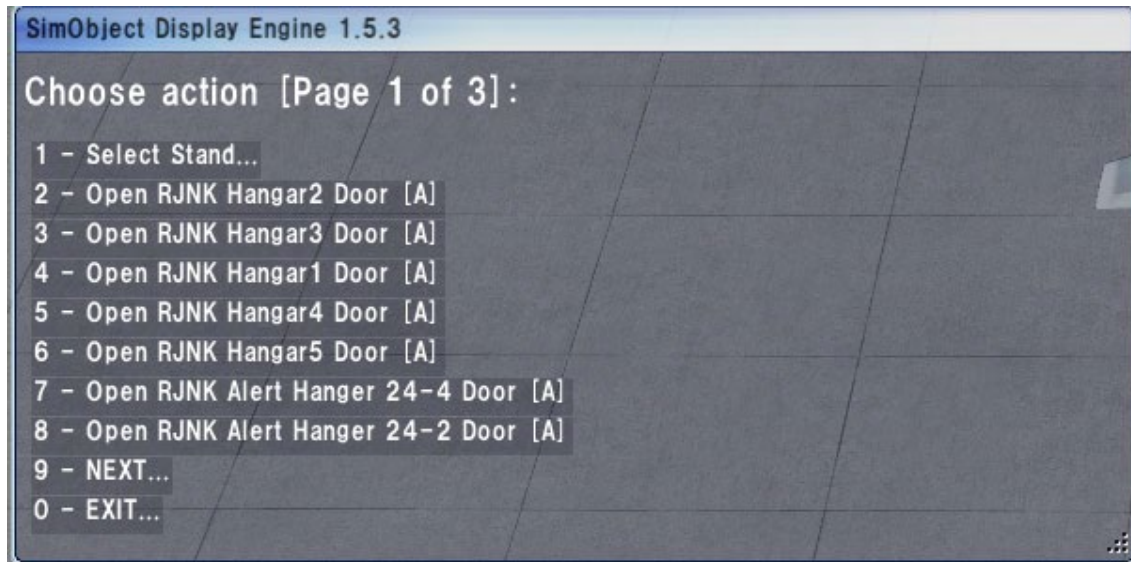 SimObject Display Engine 1.5.3
Choose action [Page 1 of 3]:
1 - Select Stand...
2 - Open RJNK Hangar2 Door [A]
3 - Open RJNK Hangar3 Door [A]
4 - Open RJNK Hangar1 Door [A]
5 - Open RJNK Hangar4 Door [A]
6 - Open RJNK Hangar5 Door [A]
7 - Open RJNK Alert Hanger 24-4 Door [A]
8 - Open RJNK Alert Hanger 24-2 Door [A]
9 - NEXT...
0 - EXIT...